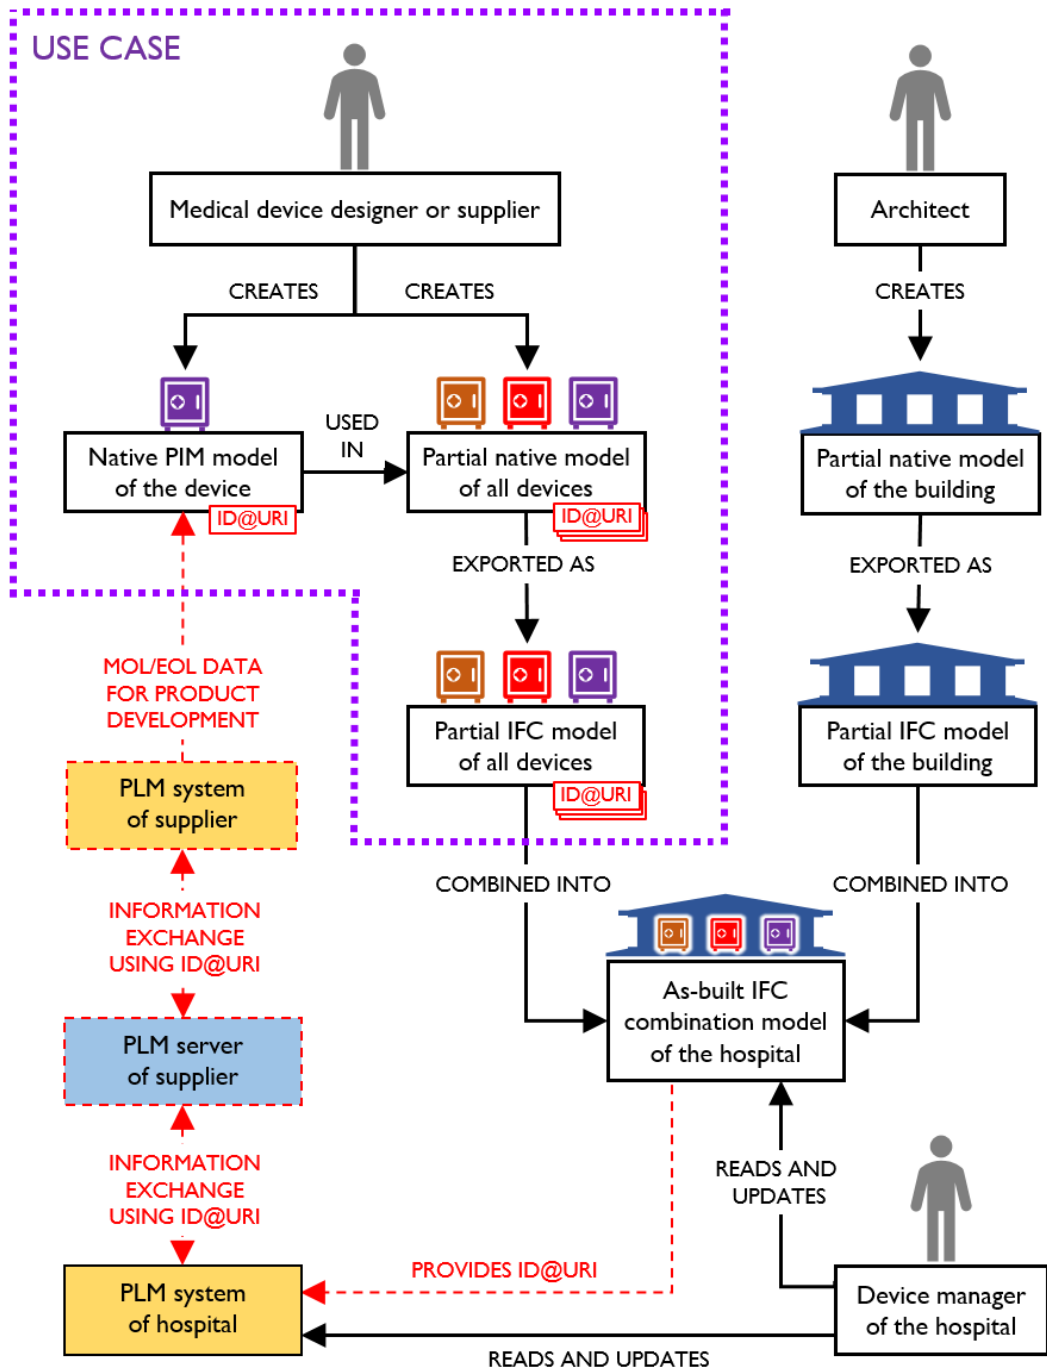 USE CASE
Medical device designer or supplier
Architect
CREATES
CREATES
CREATES
USED
IN
Native PIM model
of the device
ID@URI
Partial native model
of all devices
ID@URI
Partial native model
of the building
EXPORTED AS
EXPORTED AS
MOL/EOL DATA
FOR PRODUCT
DEVELOPMENT
Partial IFC model
of all devices
ID@URI
Partial IFC model
of the building
PLM system
of supplier
COMBINED INTO
COMBINED INTO
INFORMATION
EXCHANGE
USING ID@URI
As-built IFC
combination model
of the hospital
PLM server
of supplier
INFORMATION
EXCHANGE
USING ID@URI
READS AND
UPDATES
PROVIDES ID@URI
PLM system
of hospital
Device manager
of the hospital
READS AND UPDATES